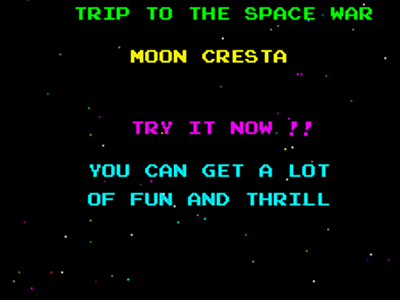 TRIP TO THE SPACE WAR
MOON CRESTA
TRY IT NOW !!
YOU CAN GET A LOT
OF FUN AND THRILL